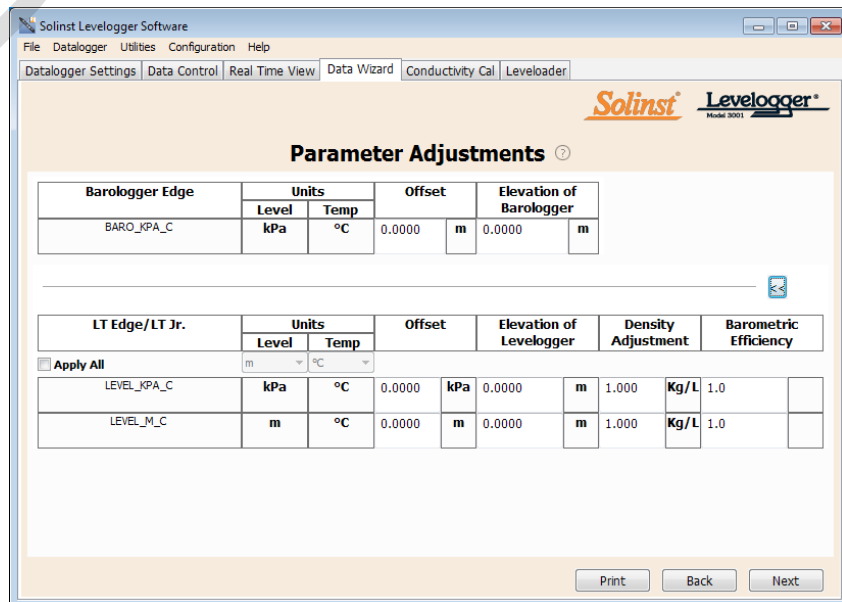 Solinst Levelogger Software
File Datalogger Utilities Configuration Help
Datalogger Settings Data Control Real Time View Data Wizard Conductivity Cal Leveloader
Solinst® Levelogger®
Model 3001
Parameter Adjustments ?
Barologger Edge Units Offset Elevation of Barologger
Level Temp
BARO_KPA_C kPa °C 0.0000 m 0.0000 m
<<
LT Edge/LT Jr. Units Offset Elevation of Levelogger Density Adjustment Barometric Efficiency
Level Temp
Apply All m °C
LEVEL_KPA_C kPa °C 0.0000 kPa 0.0000 m 1.000 Kg/L 1.0
LEVEL_M_C m °C 0.0000 m 0.0000 m 1.000 Kg/L 1.0
Print Back Next